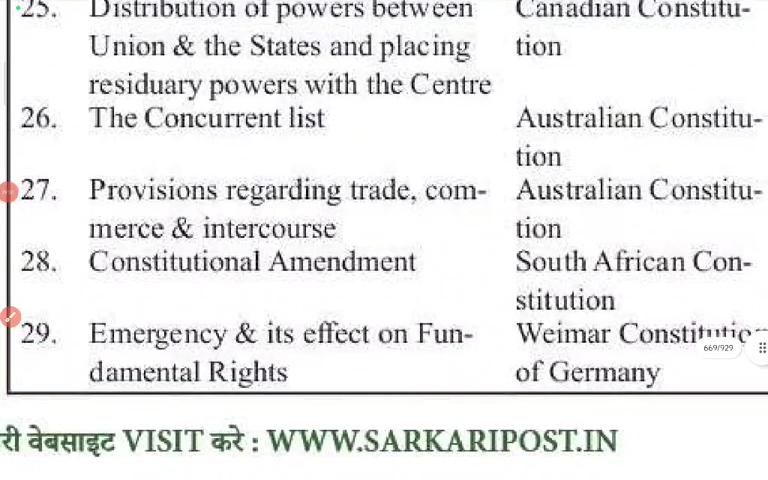 25. Distribution of powers between Canadian Constitu-
Union & the States and placing tion
residuary powers with the Centre
26. The Concurrent list Australian Constitu-
tion
27. Provisions regarding trade, com- Australian Constitu-
merce & intercourse tion
28. Constitutional Amendment South African Con-
stitution
29. Emergency & its effect on Fun- Weimar Constitution
669/929
damental Rights of Germany
री वेबसाइट VISIT करे : WWW.SARKARIPOST.IN